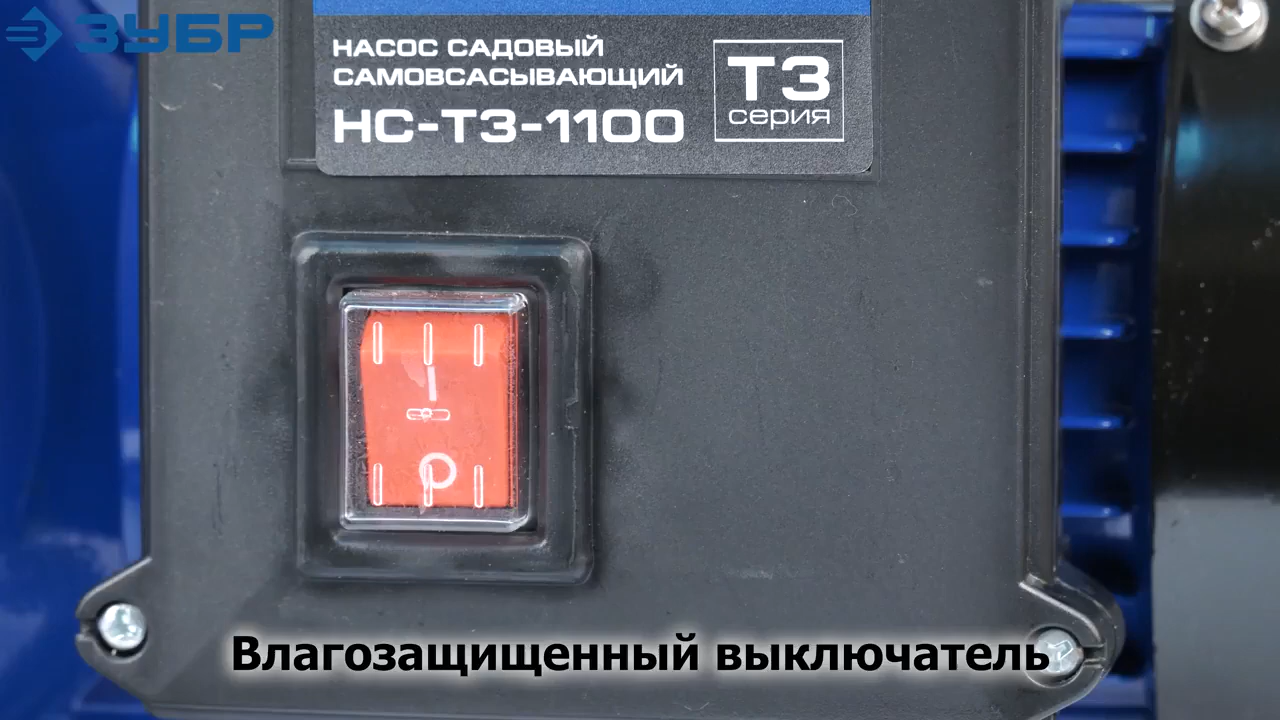 ЗУБР
НАСОС САДОВЫЙ
САМОВСАСЫВАЮЩИЙ
НС-Т3-1100
Т3
серия
Влагозащищенный выключатель